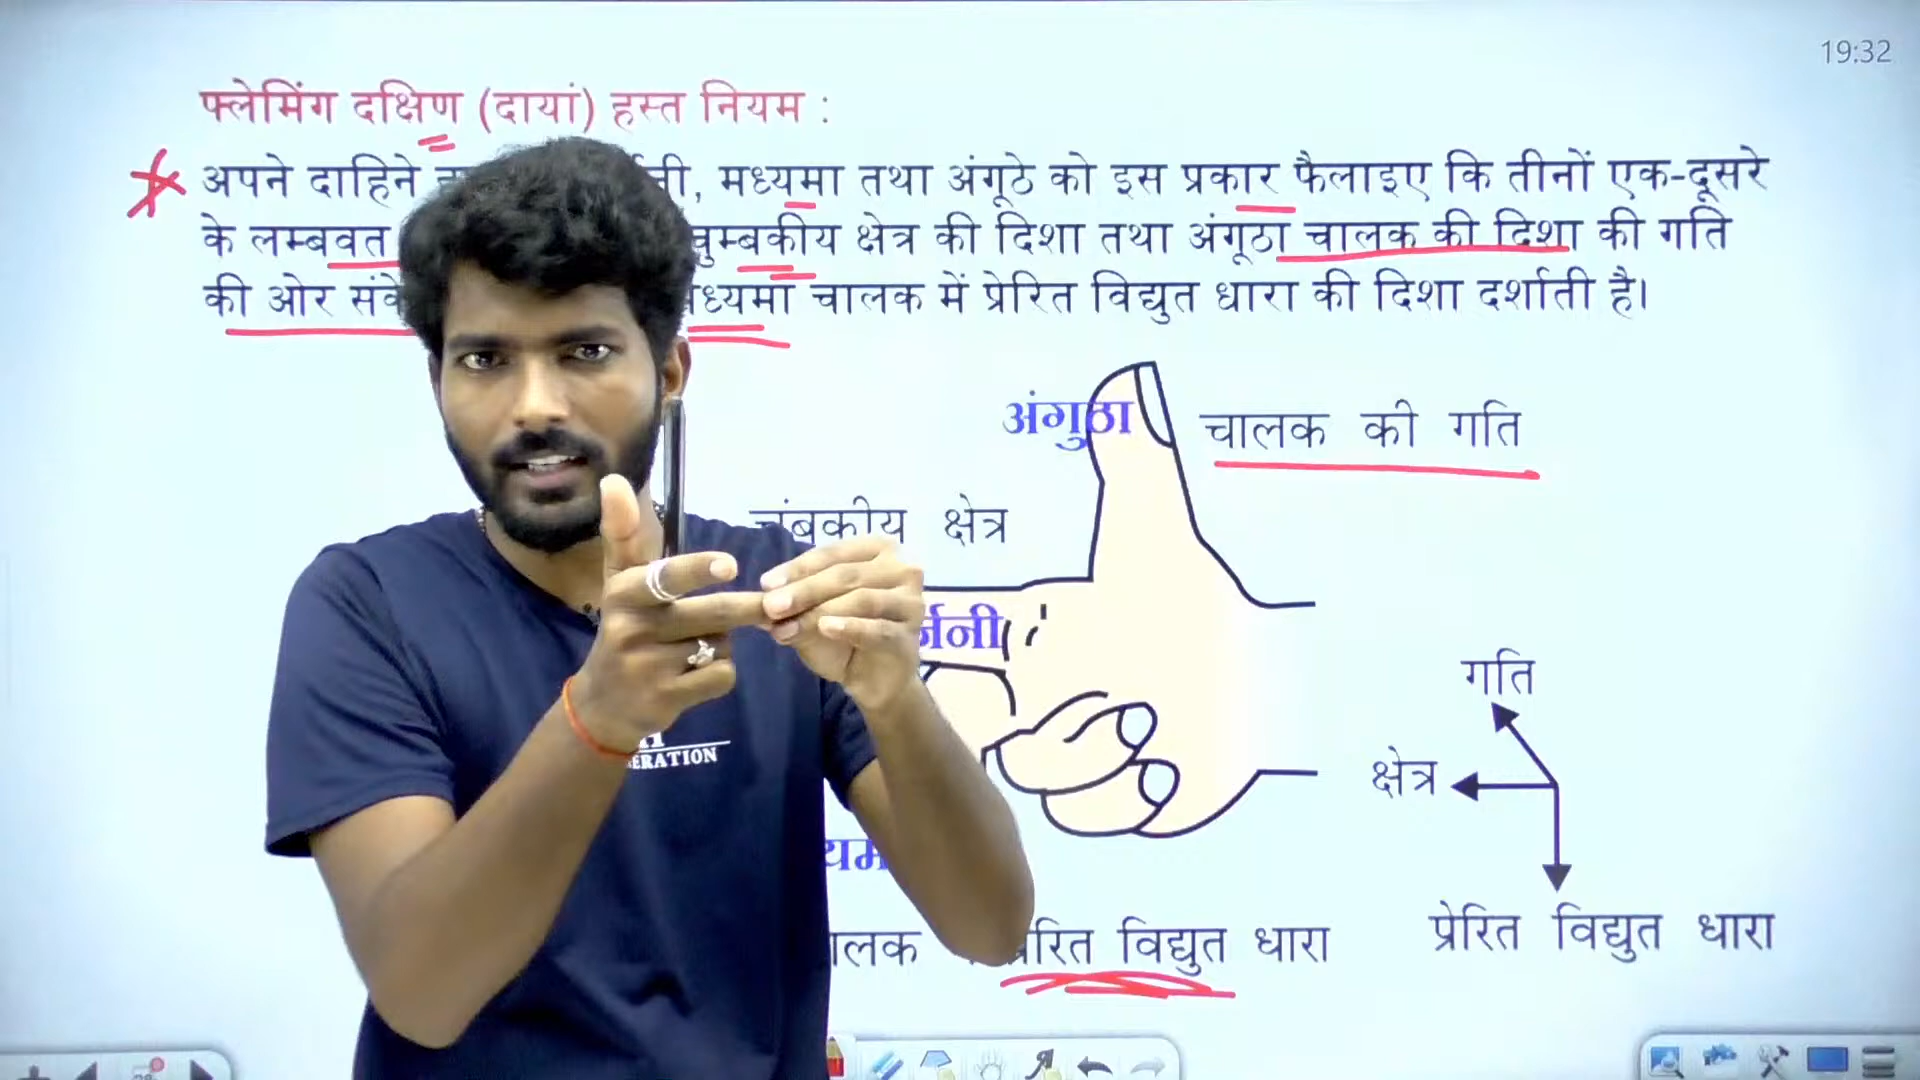 19:32
फ्लेमिंग दक्षिण (दायां) हस्त नियम :
अपने दाहिने मध्यमा तथा अंगूठे को इस प्रकार फैलाइए कि तीनों एक-दूसरे
के लम्बवत चुम्बकीय क्षेत्र की दिशा तथा अंगूठा चालक की दिशा की गति
की ओर मध्यमा चालक में प्रेरित विद्युत धारा की दिशा दर्शाती है।
अंगुठा
चालक की गति
चुंबकीय क्षेत्र
गति
क्षेत्र
विद्युत धारा
प्रेरित विद्युत धारा